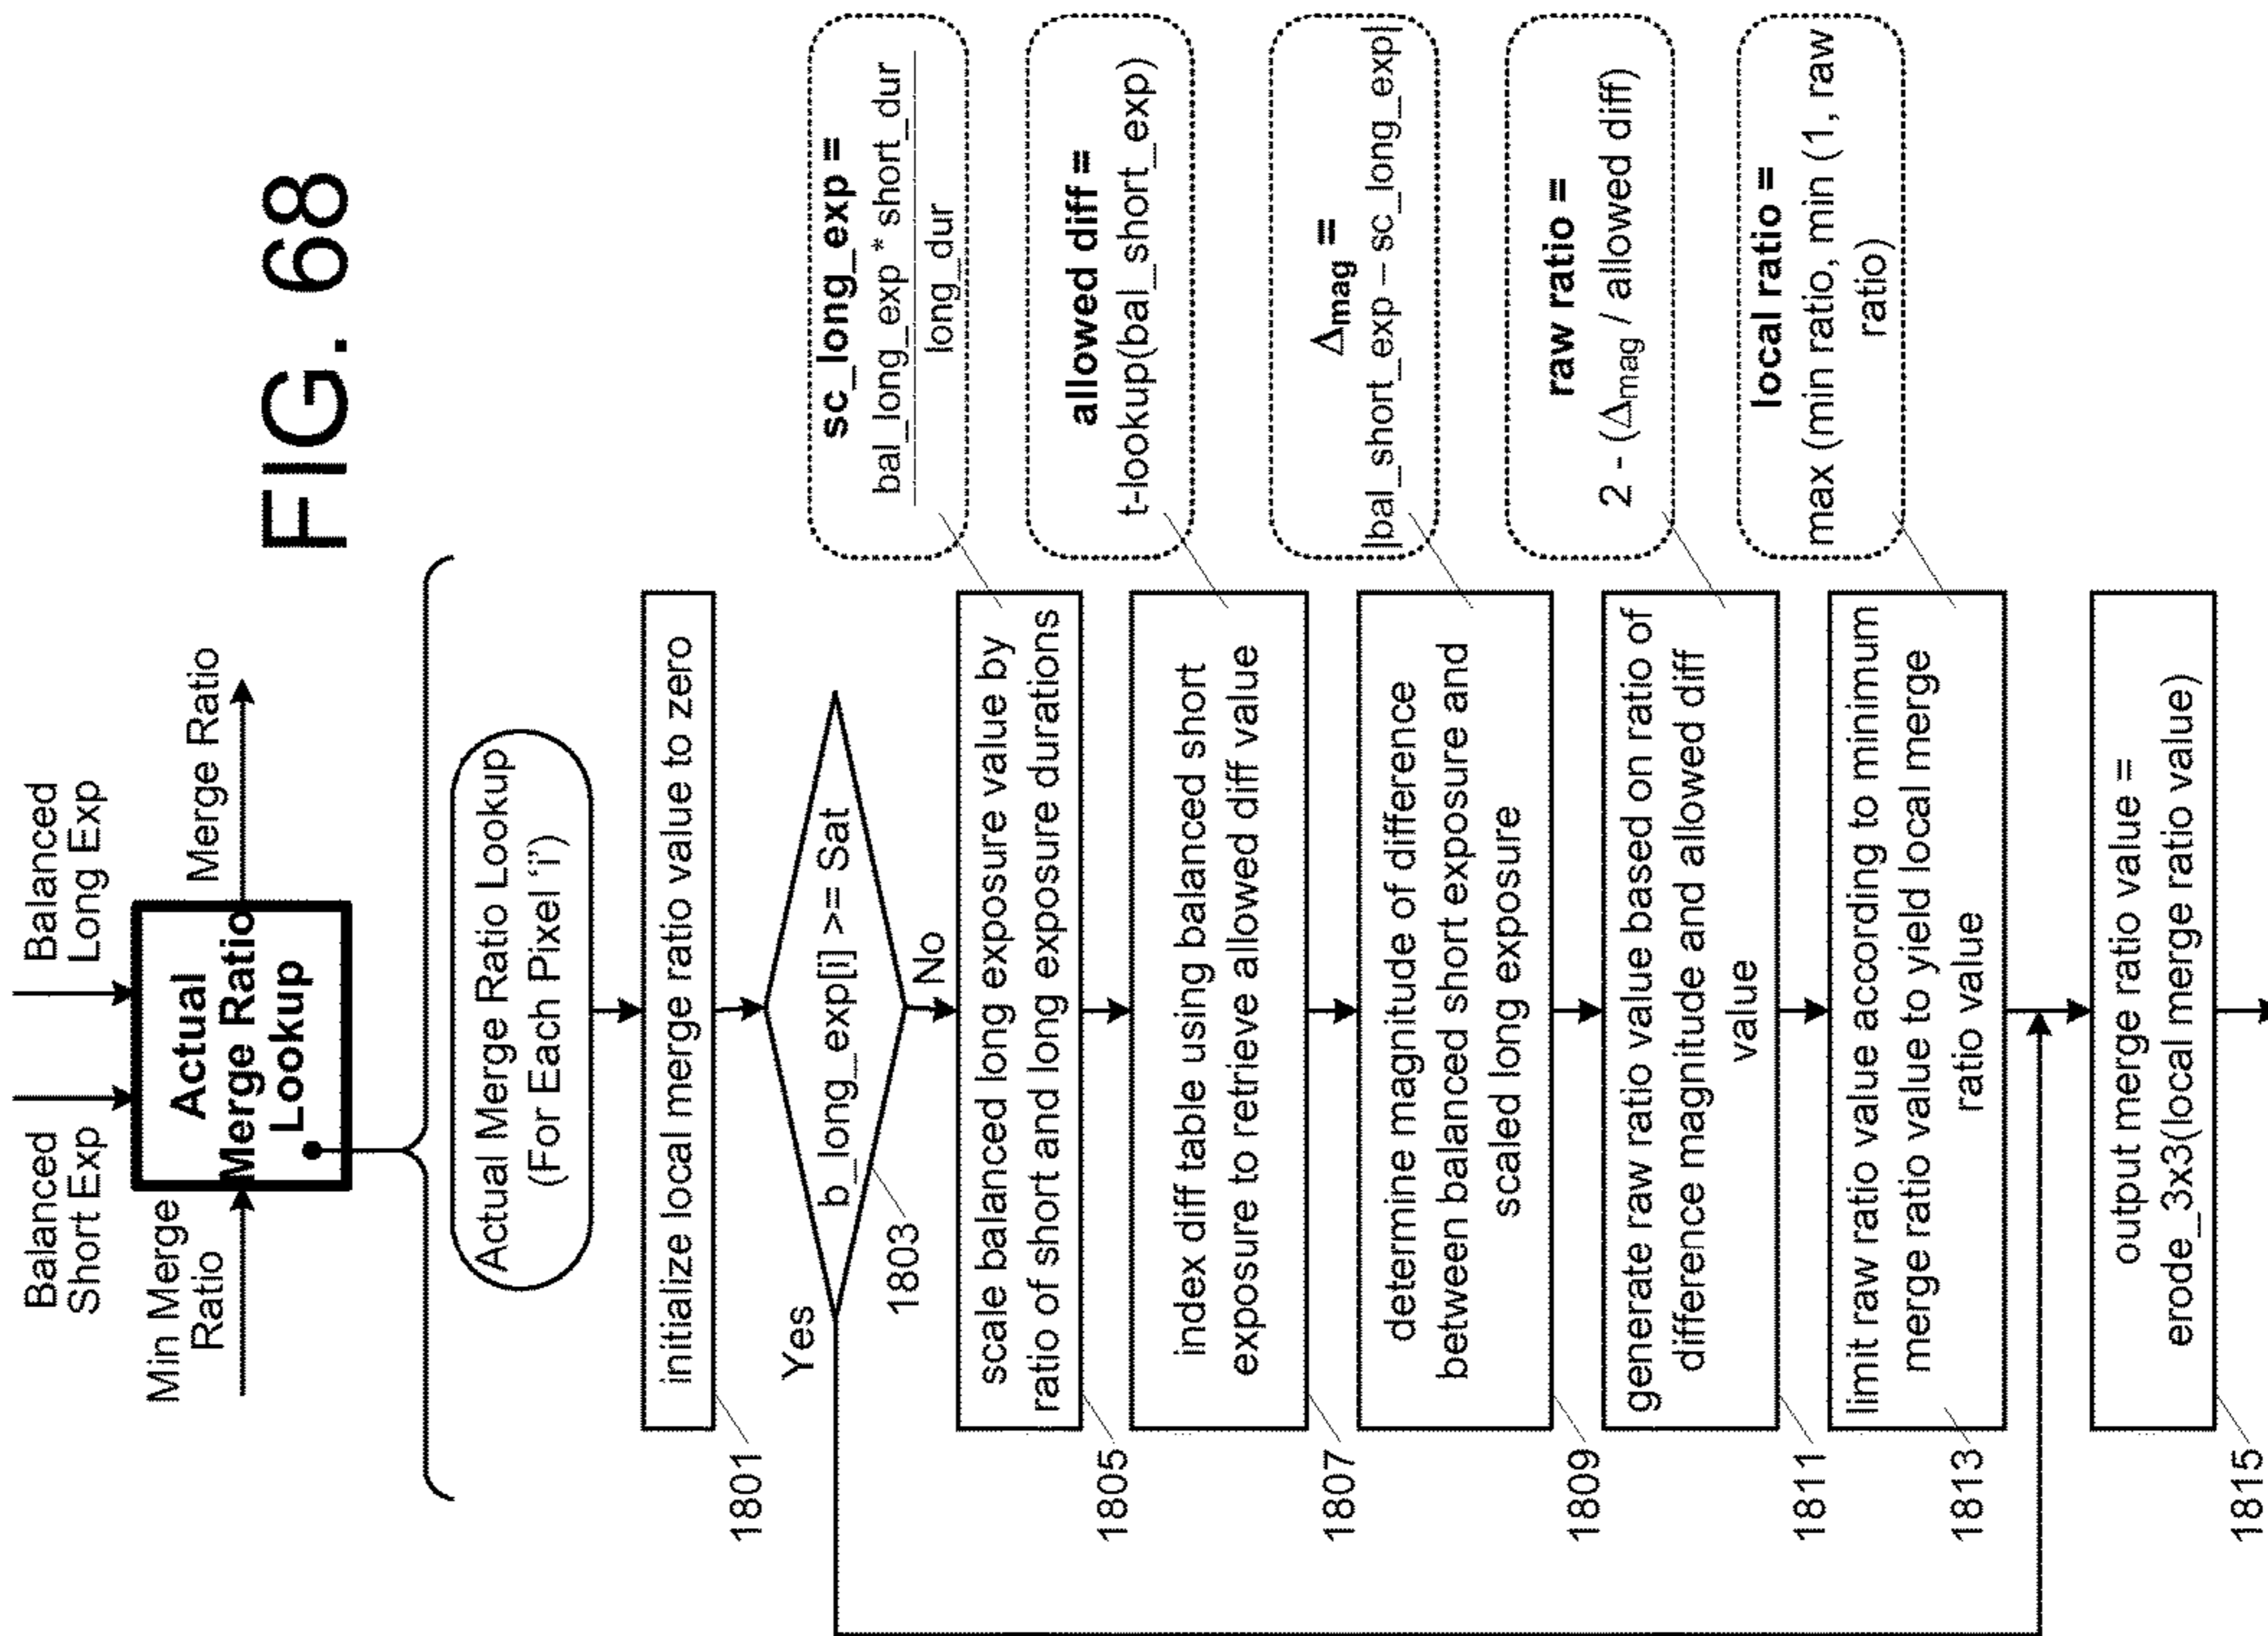 FIG. 68
Balanced
Short Exp
Balanced
Long Exp
Min Merge
Ratio
Actual
Merge Ratio
Lookup
Merge Ratio
Actual Merge Ratio Lookup
(For Each Pixel ‘i’)
initialize local merge ratio value to zero
1801
b_long_exp[i] >= Sat
Yes
No
1803
scale balanced long exposure value by
ratio of short and long exposure durations
1805
sc_long_exp =
bal_long_exp * short_dur
long_dur
index diff table using balanced short
exposure to retrieve allowed diff value
1807
allowed diff =
t-lookup(bal_short_exp)
determine magnitude of difference
between balanced short exposure and
scaled long exposure
1809
Δmag =
|bal_short_exp – sc_long_exp|
generate raw ratio value based on ratio of
difference magnitude and allowed diff
value
1811
raw ratio =
2 - (Δmag / allowed diff)
limit raw ratio value according to minimum
merge ratio value to yield local merge
ratio value
1813
local ratio =
max (min ratio, min (1, raw
ratio)
output merge ratio value =
erode_3x3(local merge ratio value)
1815